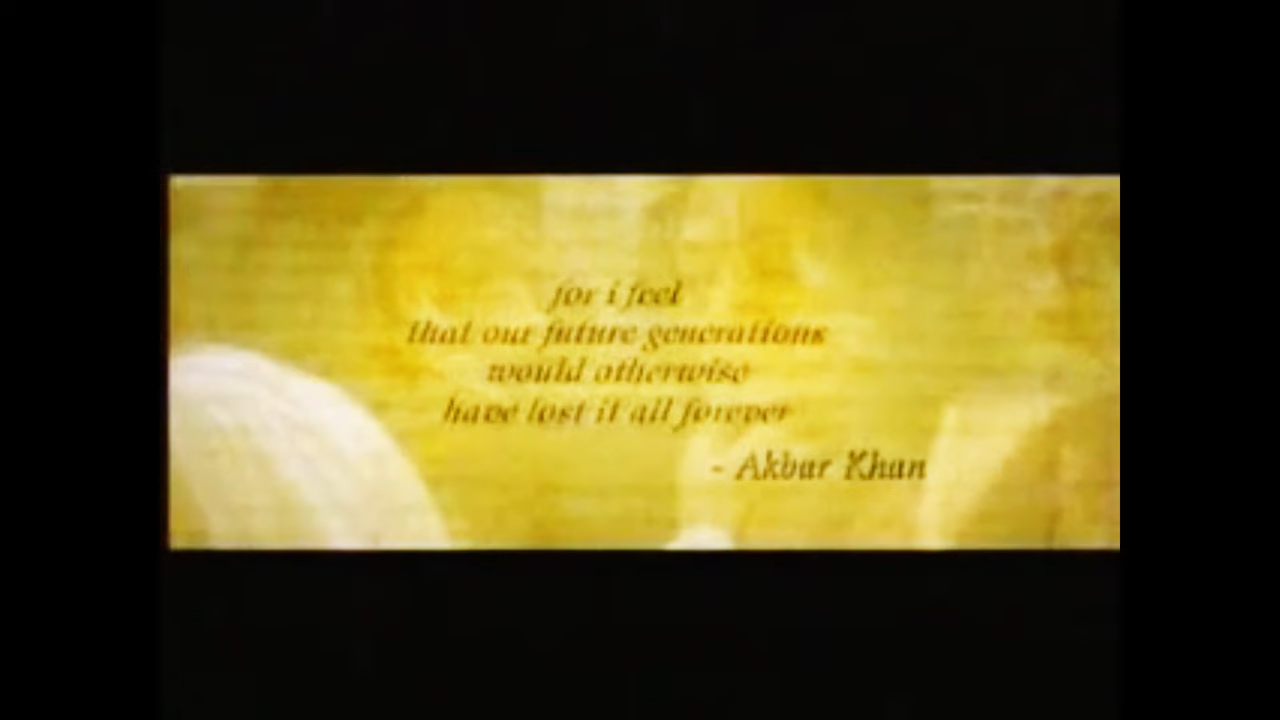 for i feel
that our future generations
would otherwise
have lost it all forever
- Akbar Khan